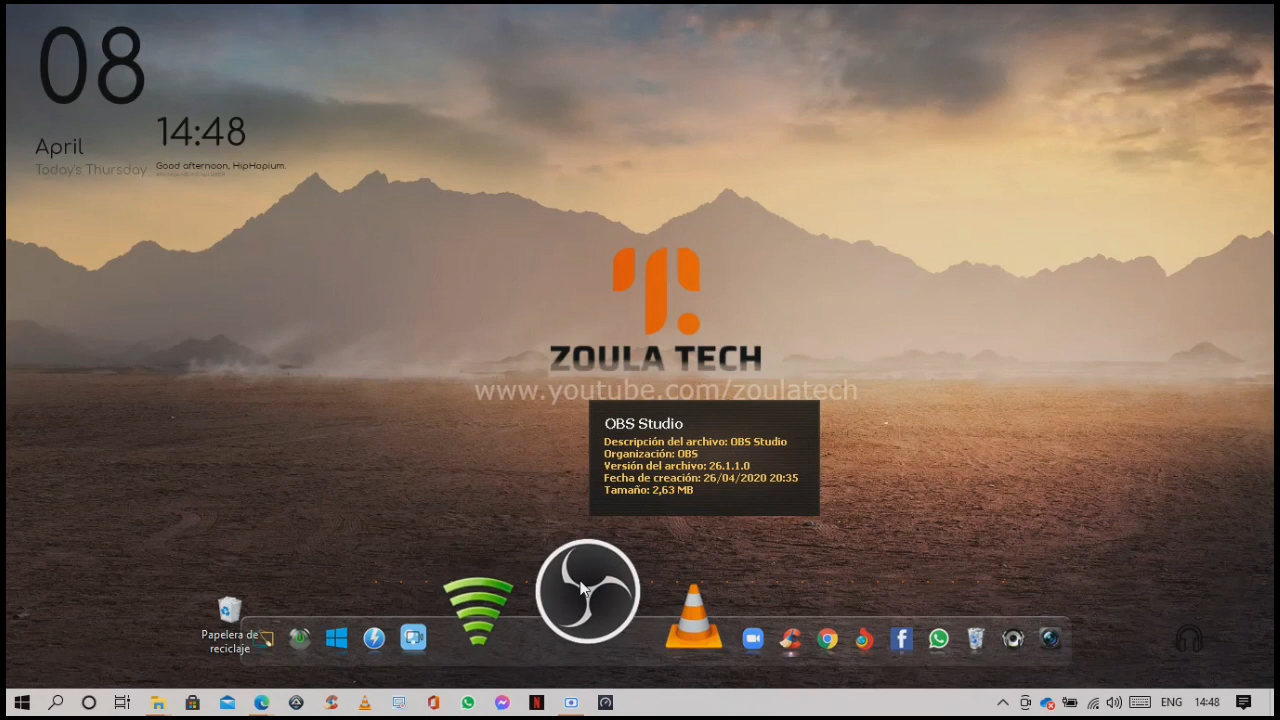 08
April
14:48
Today's Thursday
Good afternoon, HipHopium.
ZOULA TECH
www.youtube.com/zoulatech
OBS Studio
Descripción del archivo: OBS Studio
Organización: OBS
Versión del archivo: 26.1.1.0
Fecha de creación: 26/04/2020 20:35
Tamaño: 2,63 MB
Papelera de
reciclaje
ENG
14:48